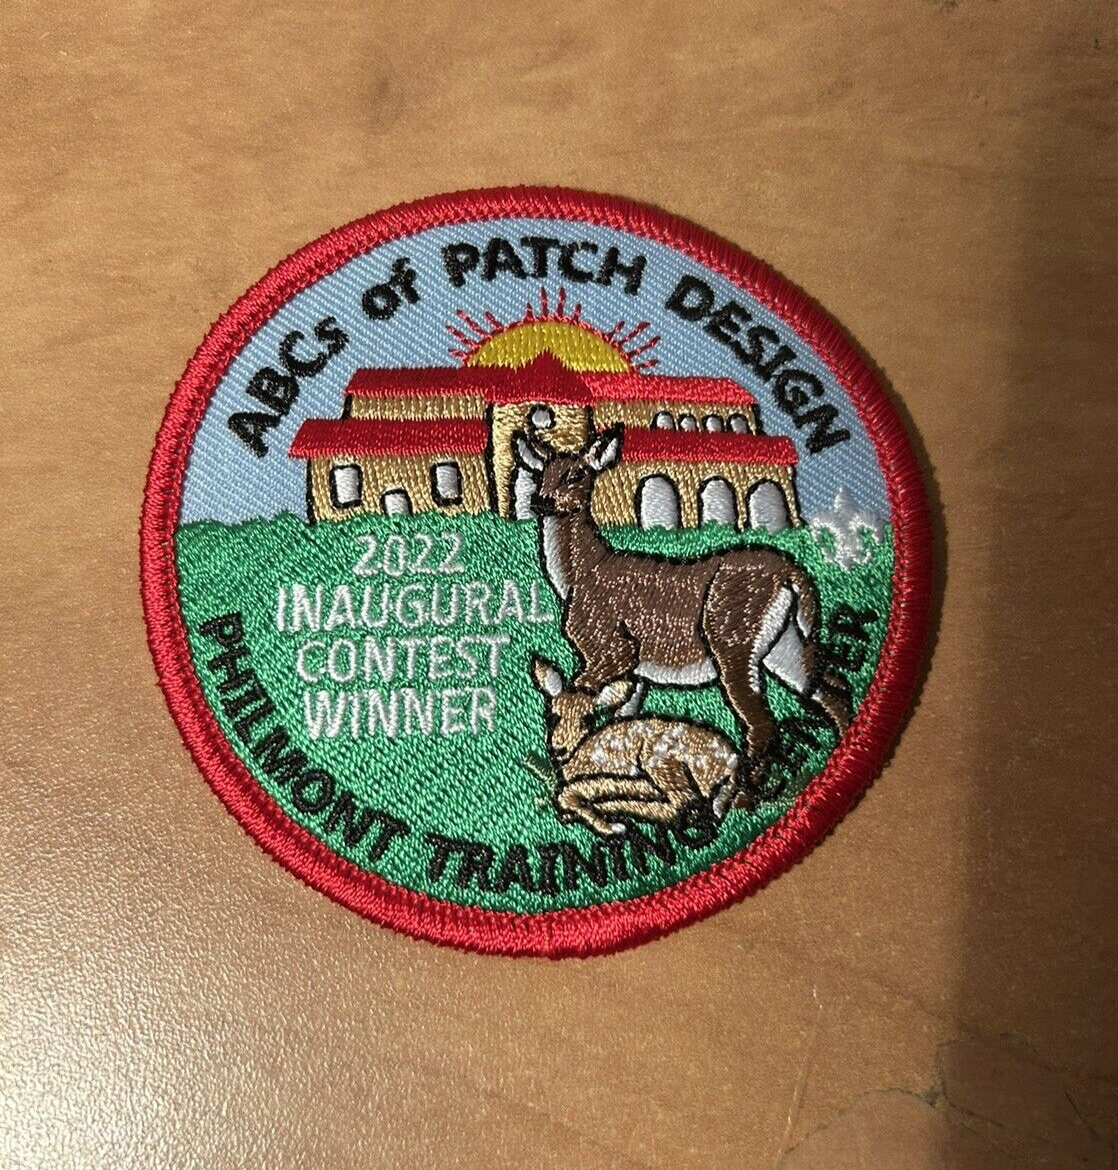 ABCs of PATCH DESIGN
2022
INAUGURAL
CONTEST
WINNER
PHILMONT TRAINING CENTER